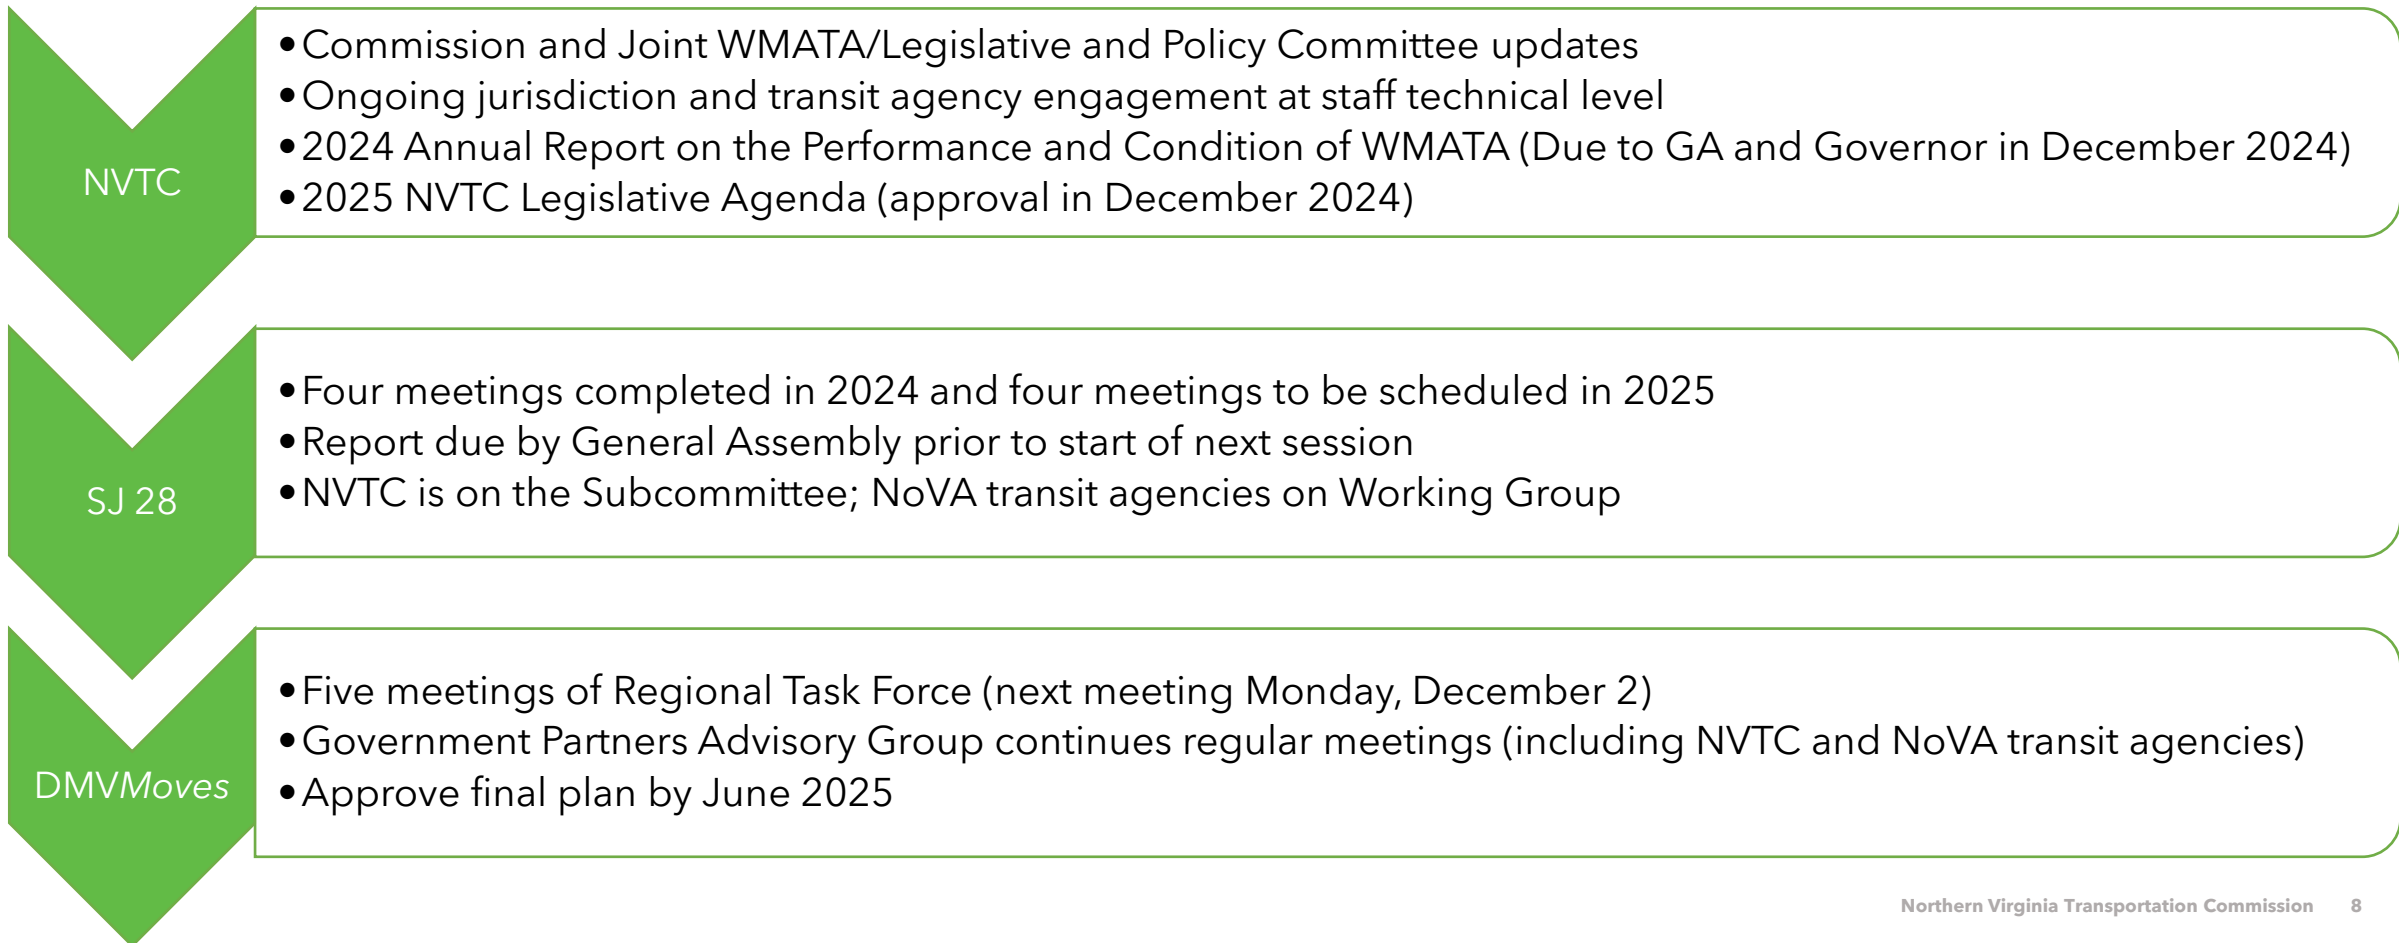 NVTC
•Commission and Joint WMATA/Legislative and Policy Committee updates
•Ongoing jurisdiction and transit agency engagement at staff technical level
•2024 Annual Report on the Performance and Condition of WMATA (Due to GA and Governor in December 2024)
•2025 NVTC Legislative Agenda (approval in December 2024)
SJ 28
•Four meetings completed in 2024 and four meetings to be scheduled in 2025
•Report due by General Assembly prior to start of next session
•NVTC is on the Subcommittee; NoVA transit agencies on Working Group
DMVMoves
•Five meetings of Regional Task Force (next meeting Monday, December 2)
•Government Partners Advisory Group continues regular meetings (including NVTC and NoVA transit agencies)
•Approve final plan by June 2025
Northern Virginia Transportation Commission 8